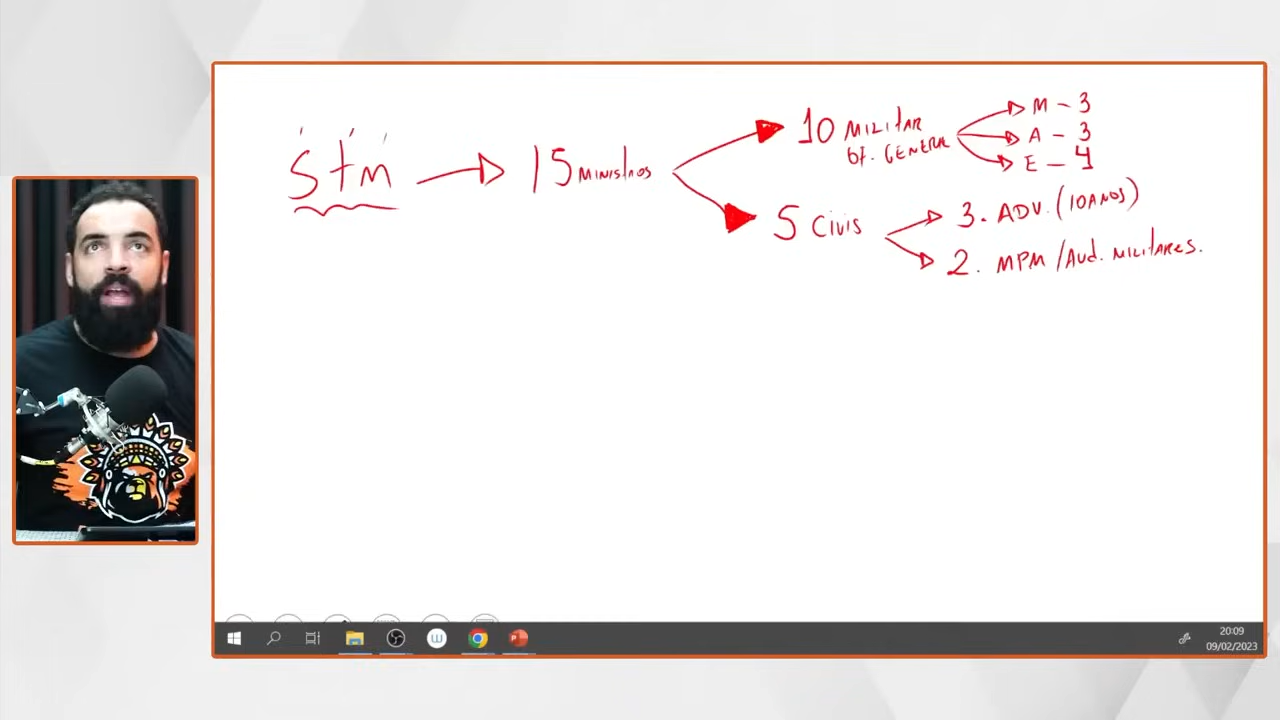 STM
15 MINISTROS
10 MILITAR
OF. GENERAL
M - 3
A - 3
E - 4
5 CIVIS
3. ADV. (10 ANOS)
2. MPM / AUD. MILITARES.
20:09
09/02/2023